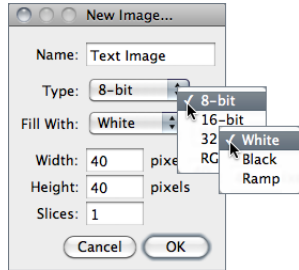 New Image...
Name: Text Image
Type: 8-bit
✓ 8-bit
16-bit
32
RG
Fill With: White
✓ White
Black
Ramp
Width: 40 pixe
Height: 40 pixels
Slices: 1
Cancel OK